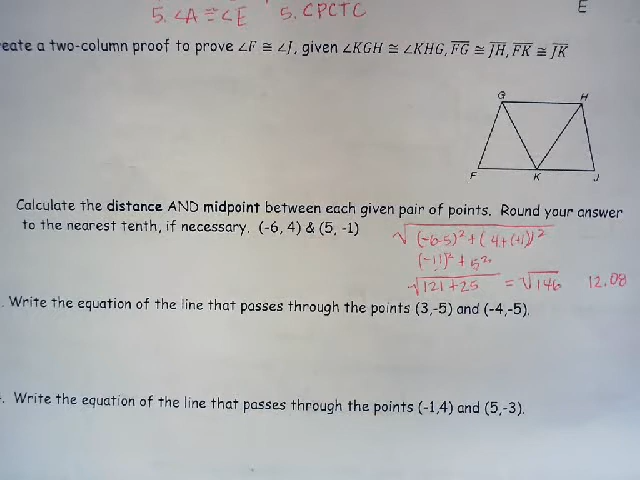 5. ∠A ≅ ∠E 5. CPCTC
E
eate a two-column proof to prove ∠F ≅ ∠J, given ∠KGH ≅ ∠KHG, FG ≅ JH, FK ≅ JK
G H
F K J
Calculate the distance AND midpoint between each given pair of points. Round your answer
to the nearest tenth, if necessary. (-6, 4) & (5, -1)
√(-6-5)² + (4+(+1))²
(-11)² + 5²
√121+25 = √146 12.08
. Write the equation of the line that passes through the points (3,-5) and (-4,-5).
. Write the equation of the line that passes through the points (-1,4) and (5,-3).